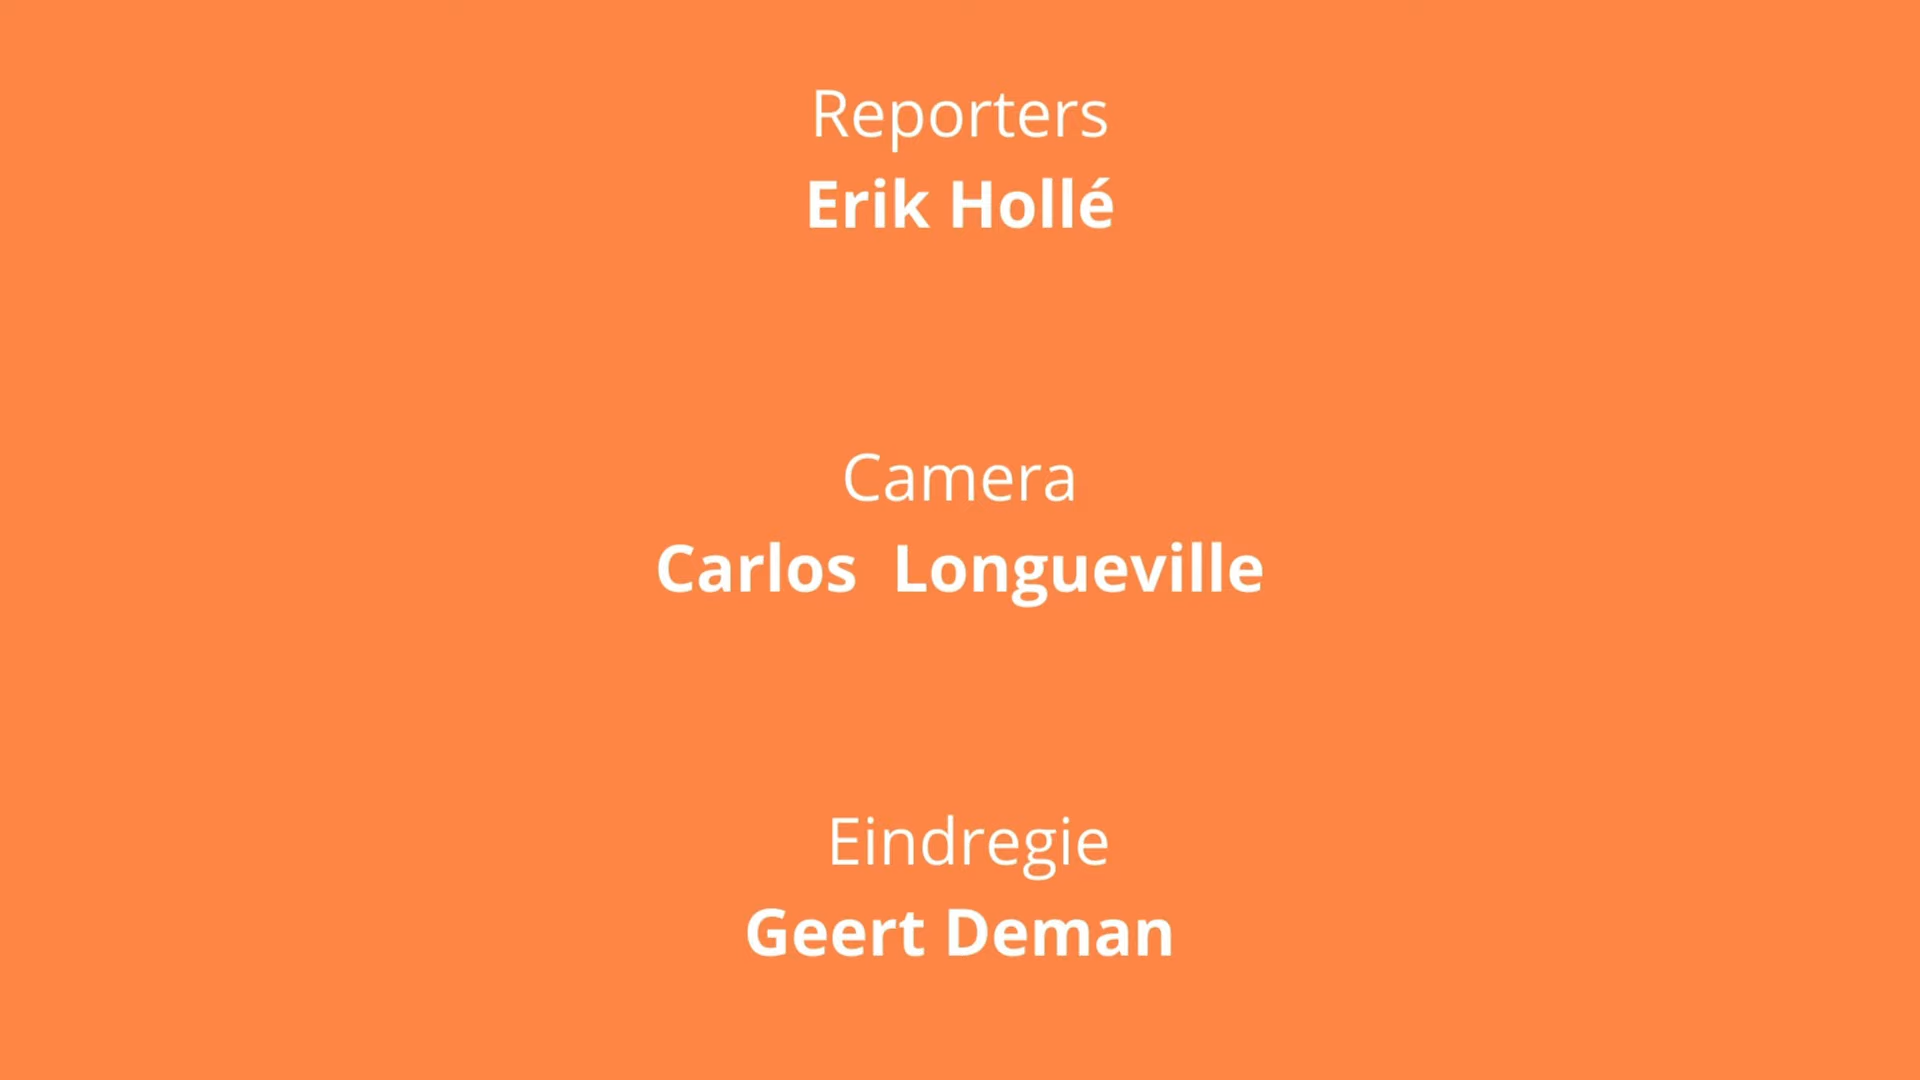 Reporters
Erik Hollé
Camera
Carlos  Longueville
Eindregie
Geert Deman